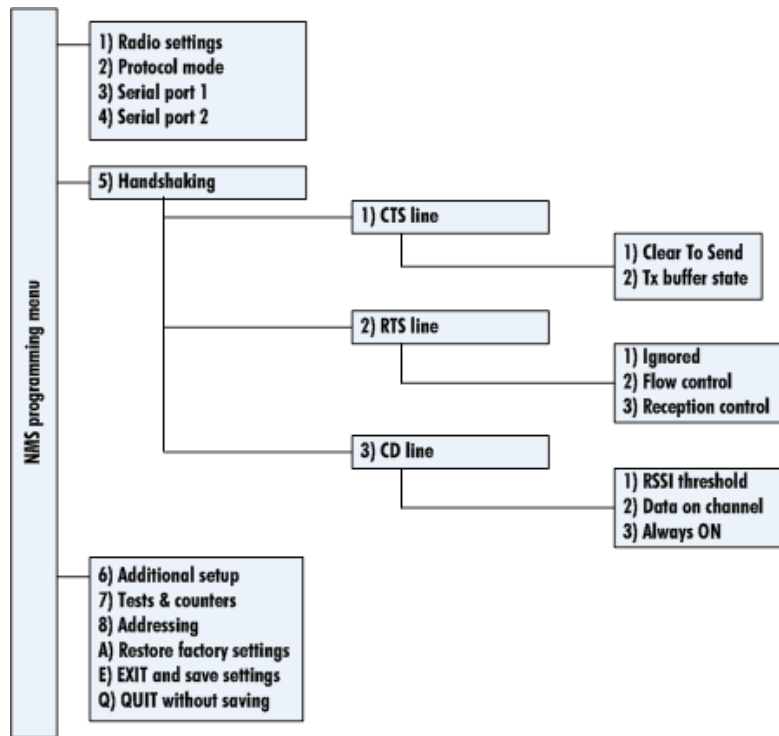 NMS programming menu
1) Radio settings
2) Protocol mode
3) Serial port 1
4) Serial port 2
5) Handshaking
1) CTS line
1) Clear To Send
2) Tx buffer state
2) RTS line
1) Ignored
2) Flow control
3) Reception control
3) CD line
1) RSSI threshold
2) Data on channel
3) Always ON
6) Additional setup
7) Tests & counters
8) Addressing
A) Restore factory settings
E) EXIT and save settings
Q) QUIT without saving